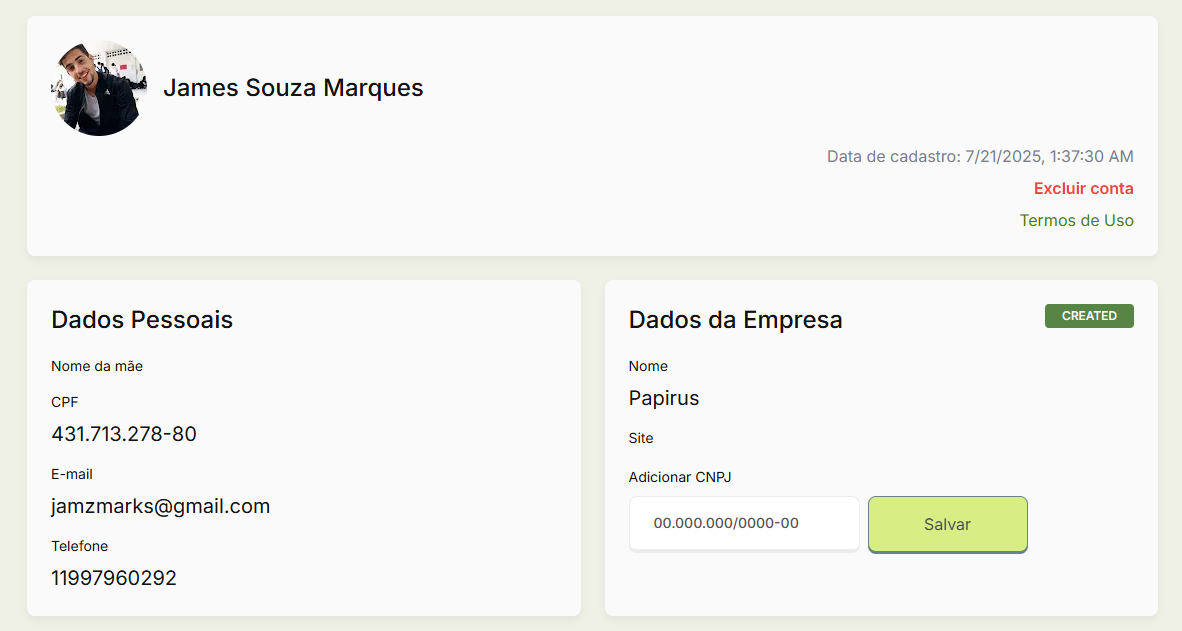 James Souza Marques
Data de cadastro: 7/21/2025, 1:37:30 AM
Excluir conta
Termos de Uso
Dados Pessoais
Nome da mãe
CPF
431.713.278-80
E-mail
jamzmarks@gmail.com
Telefone
11997960292
Dados da Empresa
CREATED
Nome
Papirus
Site
Adicionar CNPJ
00.000.000/0000-00
Salvar